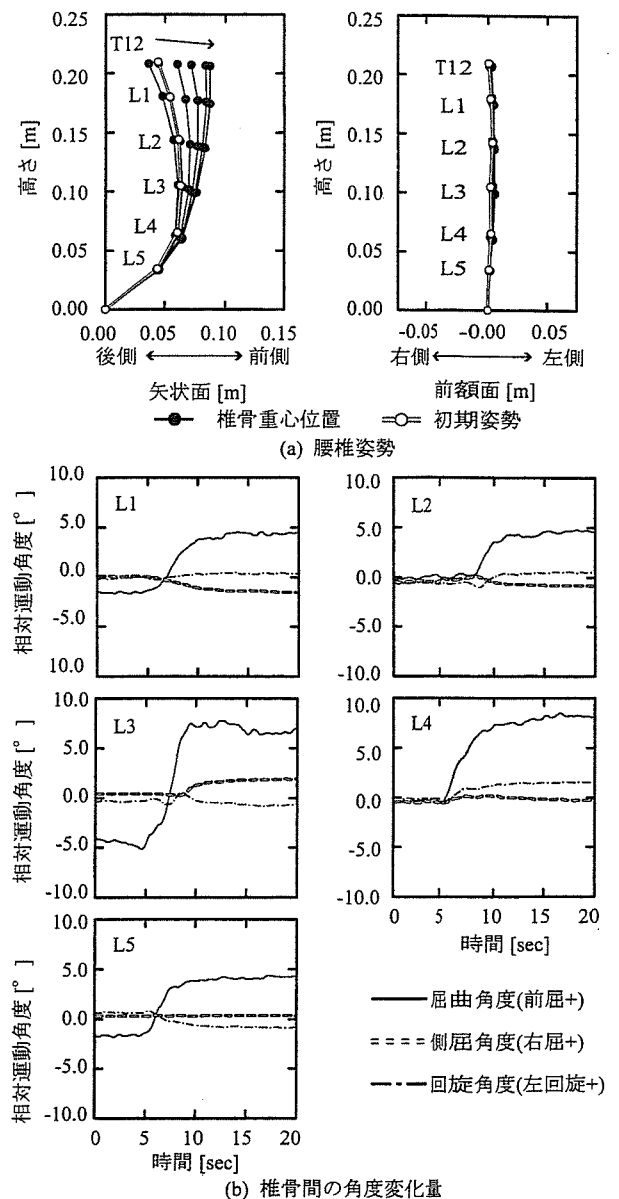 0.25
0.20
0.15
0.10
0.05
0.00
高さ [m]
T12
L1
L2
L3
L4
L5
0.00 0.05 0.10 0.15
後側 前側
矢状面 [m]
0.25
0.20
0.15
0.10
0.05
0.00
高さ [m]
T12
L1
L2
L3
L4
L5
-0.05 -0.00 0.05
右側 左側
前額面 [m]
椎骨重心位置 初期姿勢
(a) 腰椎姿勢
相対運動角度 [°]
10.0
5.0
0.0
-5.0
10.0
L1
10.0
5.0
0.0
-5.0
-10.0
L2
相対運動角度 [°]
10.0
5.0
0.0
-5.0
-10.0
L3
10.0
5.0
0.0
-5.0
-10.0
L4
0 5 10 15 20
時間 [sec]
相対運動角度 [°]
10.0
5.0
0.0
-5.0
-10.0
L5
0 5 10 15 20
時間 [sec]
屈曲角度(前屈+)
側屈角度(右屈+)
回旋角度(左回旋+)
(b) 椎骨間の角度変化量